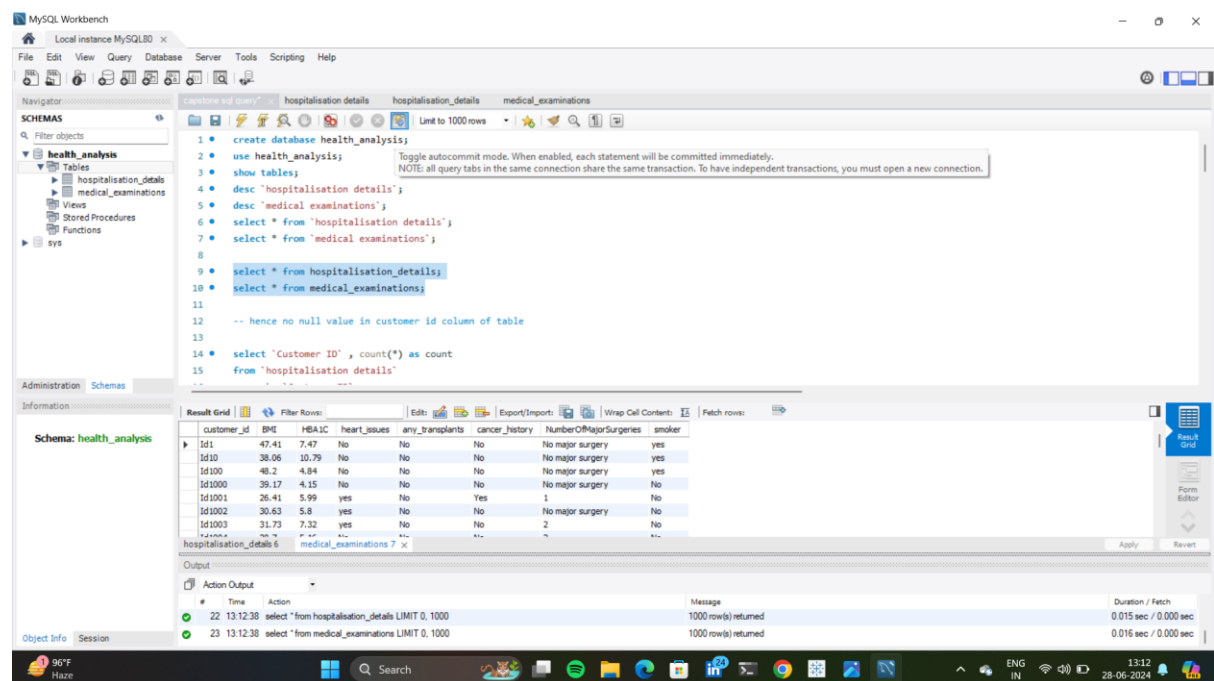 MySQL Workbench
Local instance MySQL80 ×
File Edit View Query Database Server Tools Scripting Help
Navigator
SCHEMAS
Filter objects
health_analysis
Tables
hospitalisation_details
medical_examinations
Views
Stored Procedures
Functions
sys
Administration Schemas
Information
Schema: health_analysis
Object Info Session
capstone sql query* × hospitalisation details hospitalisation_details medical_examinations
Limit to 1000 rows
1 create database health_analysis;
2 use health_analysis;
3 show tables;
4 desc `hospitalisation details`;
5 desc `medical examinations`;
6 select * from `hospitalisation details`;
7 select * from `medical examinations`;
8
9 select * from hospitalisation_details;
10 select * from medical_examinations;
11
12 -- hence no null value in customer id column of table
13
14 select `Customer ID` , count(*) as count
15 from `hospitalisation details`
Toggle autocommit mode. When enabled, each statement will be committed immediately.
NOTE: all query tabs in the same connection share the same transaction. To have independent transactions, you must open a new connection.
Result Grid Filter Rows: Edit: Export/Import: Wrap Cell Content: Fetch rows:
customer_id BMI HBA1C heart_issues any_transplants cancer_history NumberOfMajorSurgeries smoker
Id1 47.41 7.47 No No No No major surgery yes
Id10 38.06 10.79 No No No No major surgery yes
Id100 48.2 4.84 No No No No major surgery yes
Id1000 39.17 4.15 No No No No major surgery No
Id1001 26.41 5.99 yes No Yes 1 No
Id1002 30.63 5.8 yes No No No major surgery No
Id1003 31.73 7.32 yes No No 2 No
Result Grid
Form Editor
hospitalisation_details 6 medical_examinations 7 × Apply Revert
Output
Action Output
# Time Action Message Duration / Fetch
22 13:12:38 select * from hospitalisation_details LIMIT 0, 1000 1000 row(s) returned 0.015 sec / 0.000 sec
23 13:12:38 select * from medical_examinations LIMIT 0, 1000 1000 row(s) returned 0.016 sec / 0.000 sec
1 96°F
Haze
Search
24
ENG
IN
13:12
28-06-2024